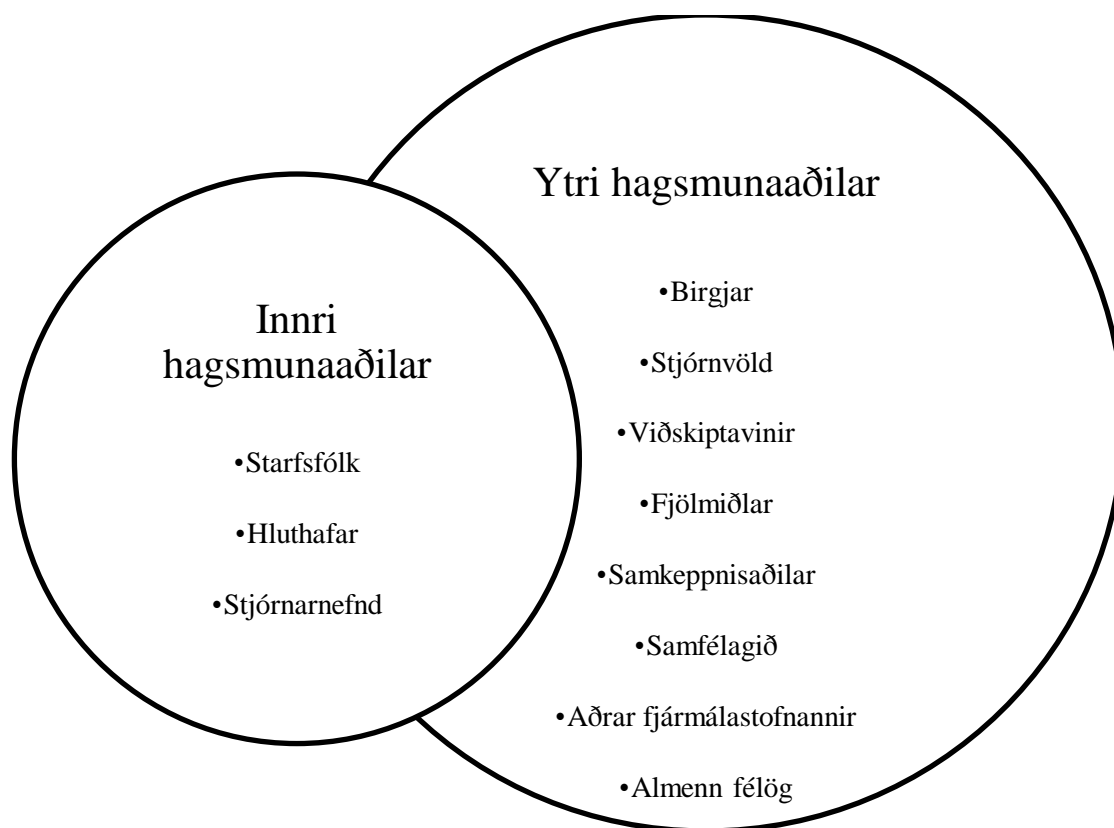 Innri
hagsmunaaðilar
•Starfsfólk
•Hluthafar
•Stjórnarnefnd
Ytri hagsmunaaðilar
•Birgjar
•Stjórnvöld
•Viðskiptavinir
•Fjölmiðlar
•Samkeppnisaðilar
•Samfélagið
•Aðrar fjármálastofnannir
•Almenn félög